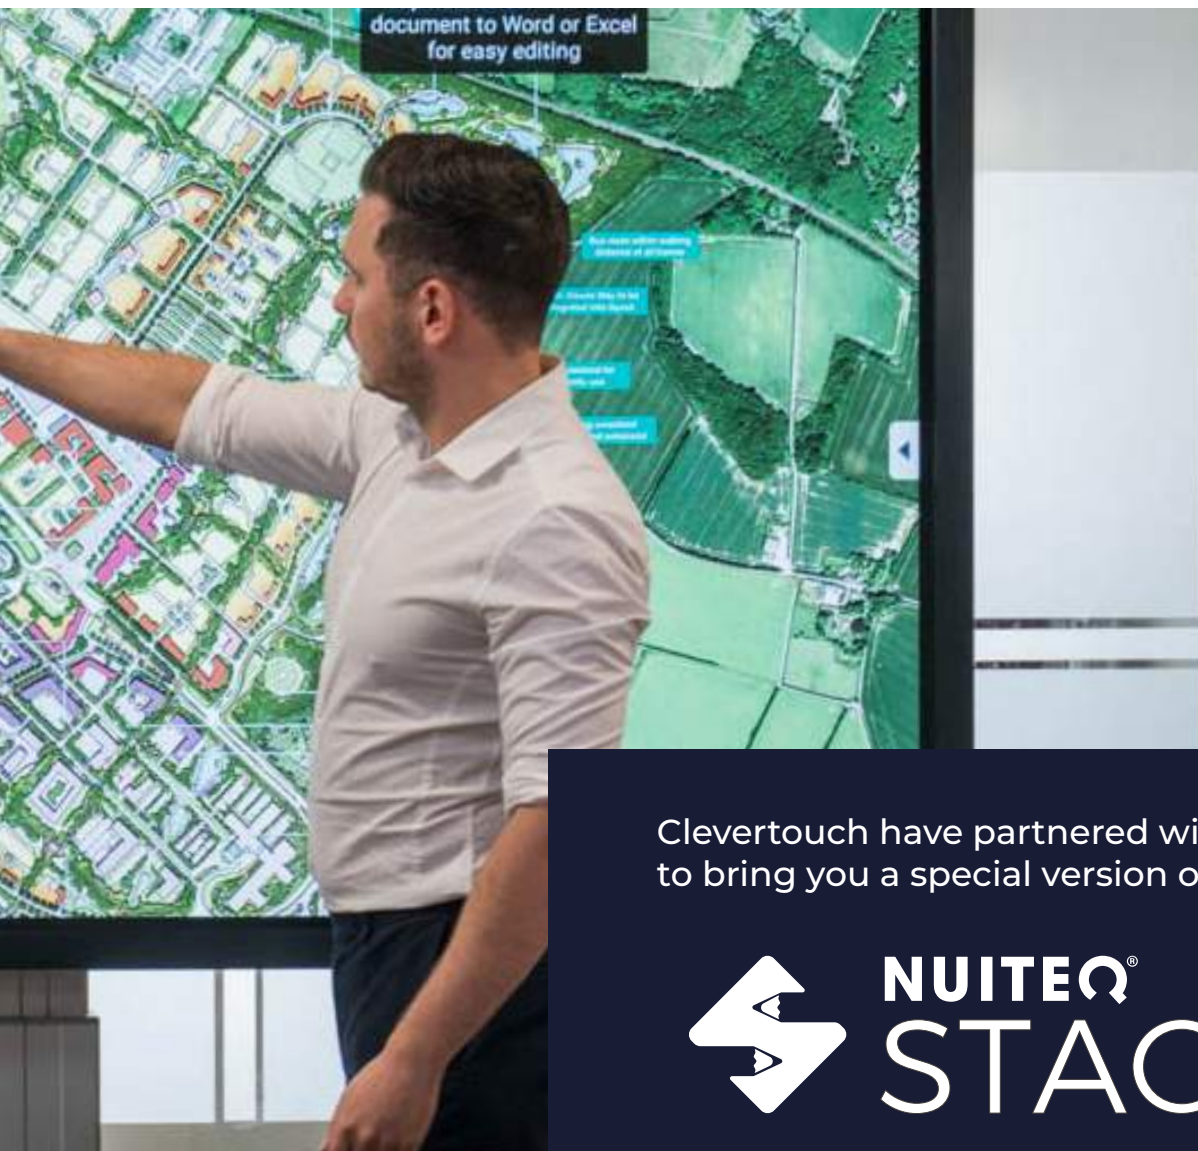 document to Word or Excel
for easy editing
Clevertouch have partnered wi
to bring you a special version o
NUITEQ®
STAC